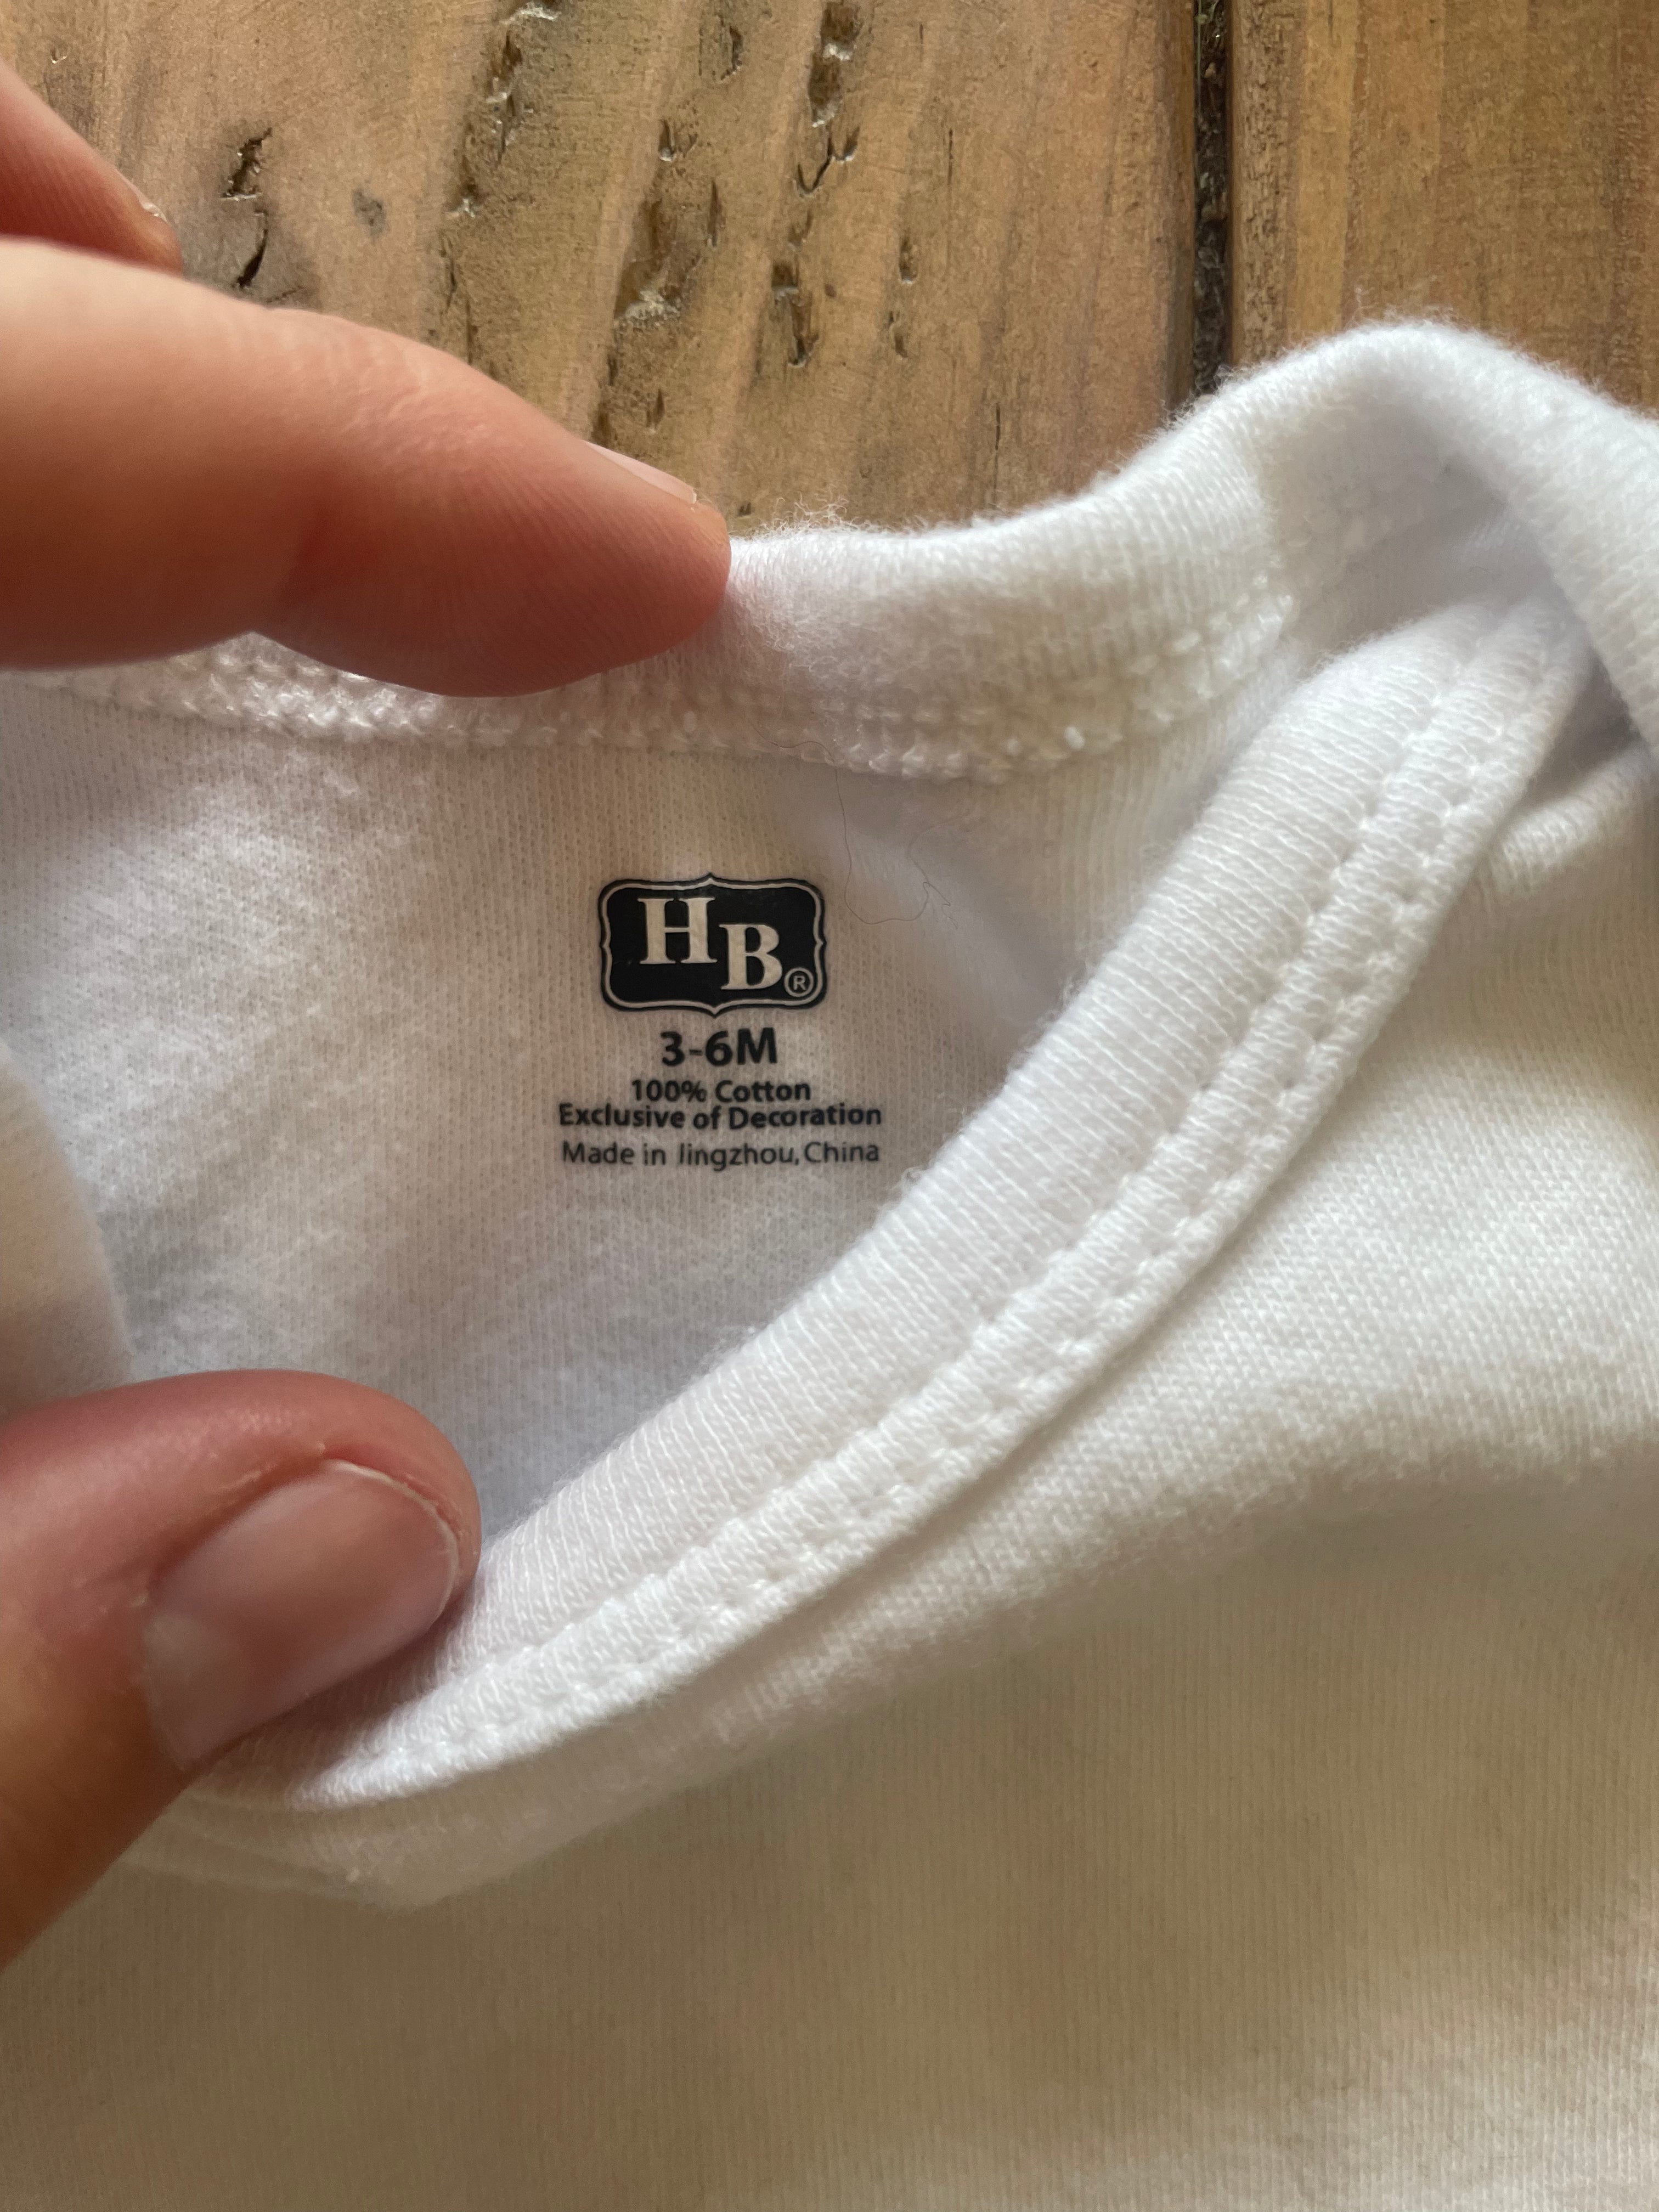 HB®
3-6M
100% Cotton
Exclusive of Decoration
Made in Jingzhou, China